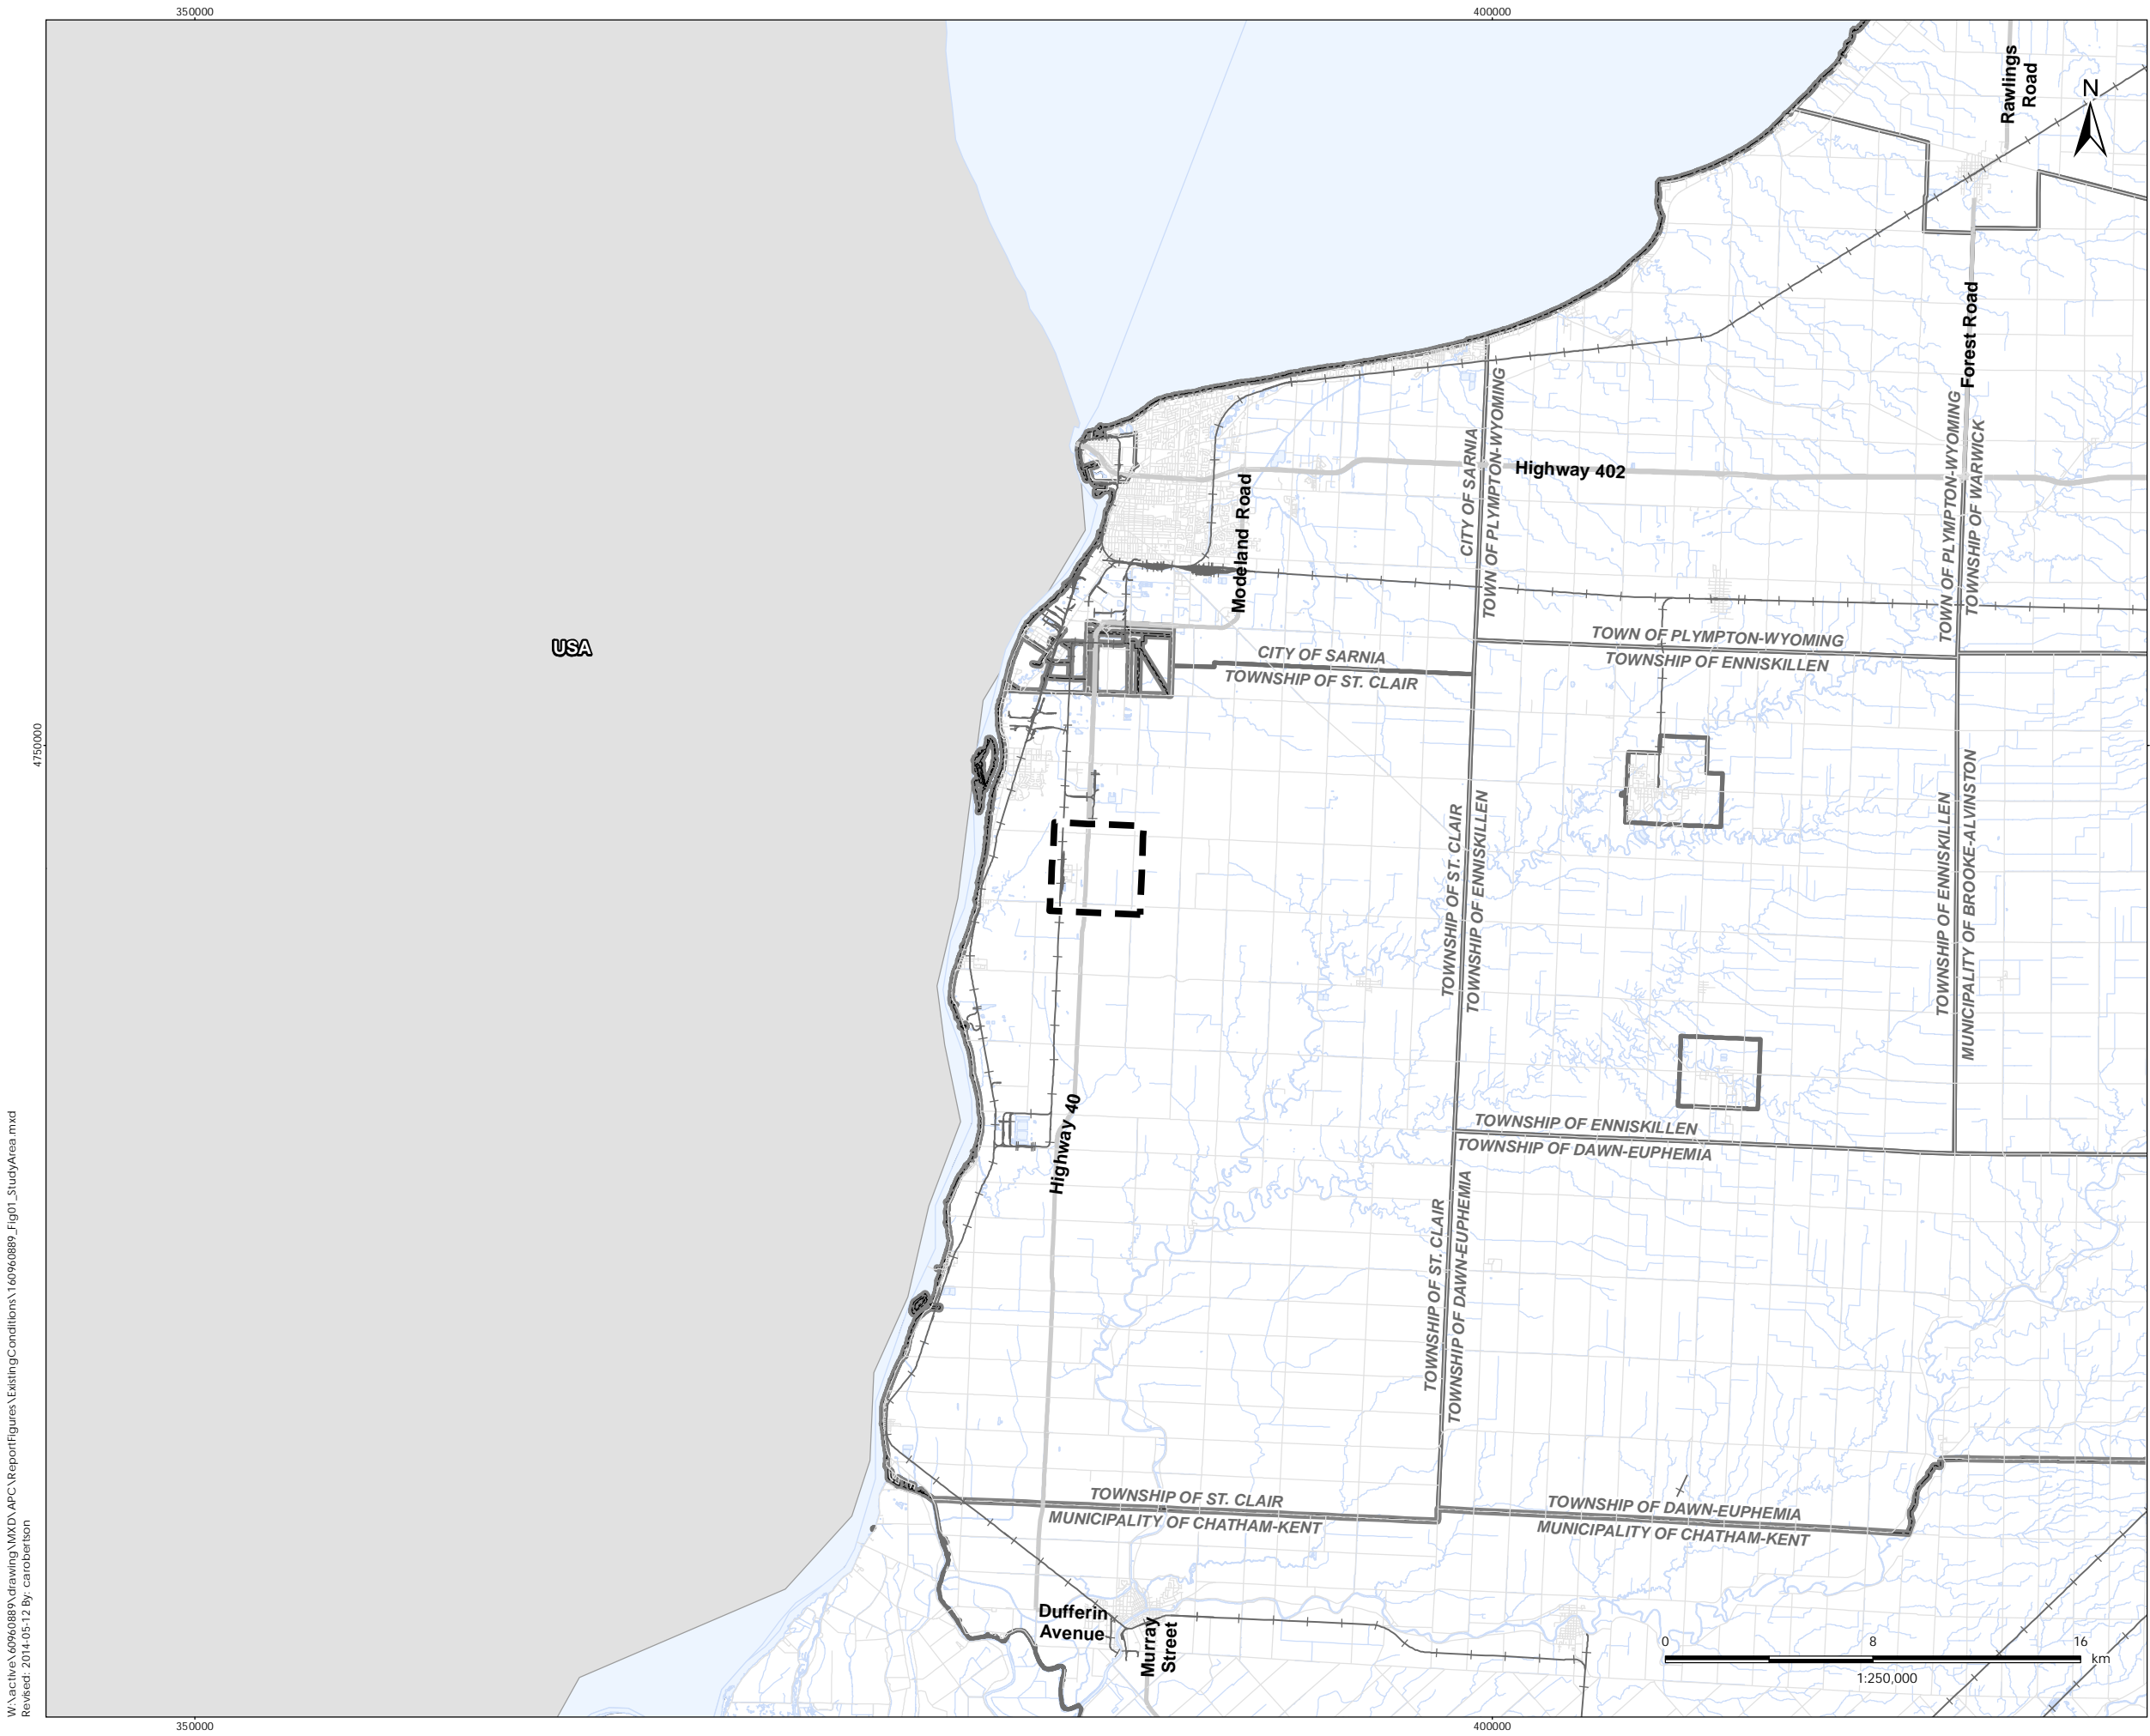 350000
400000
Rawlings
Road
N
Forest Road
TOWN OF PLYMPTON-WYOMING
TOWNSHIP OF WARWICK
CITY OF SARNIA
TOWN OF PLYMPTON-WYOMING
Highway 402
Modeland Road
USA
CITY OF SARNIA
TOWNSHIP OF ST. CLAIR
TOWN OF PLYMPTON-WYOMING
TOWNSHIP OF ENNISKILLEN
4750000
TOWNSHIP OF ST. CLAIR
TOWNSHIP OF ENNISKILLEN
TOWNSHIP OF ENNISKILLEN
MUNICIPALITY OF BROOKE-ALVINSTON
Highway 40
TOWNSHIP OF ENNISKILLEN
TOWNSHIP OF DAWN-EUPHEMIA
TOWNSHIP OF ST. CLAIR
TOWNSHIP OF DAWN-EUPHEMIA
TOWNSHIP OF ST. CLAIR
MUNICIPALITY OF CHATHAM-KENT
TOWNSHIP OF DAWN-EUPHEMIA
MUNICIPALITY OF CHATHAM-KENT
Dufferin
Avenue
Murray
Street
0 8 16
km
1:250,000
350000
400000
W:\active\60960889\drawing\MXD\APC\ReportFigures\ExistingConditions\160960889_Fig01_StudyArea.mxd
Revised: 2014-05-12 By: carobertson